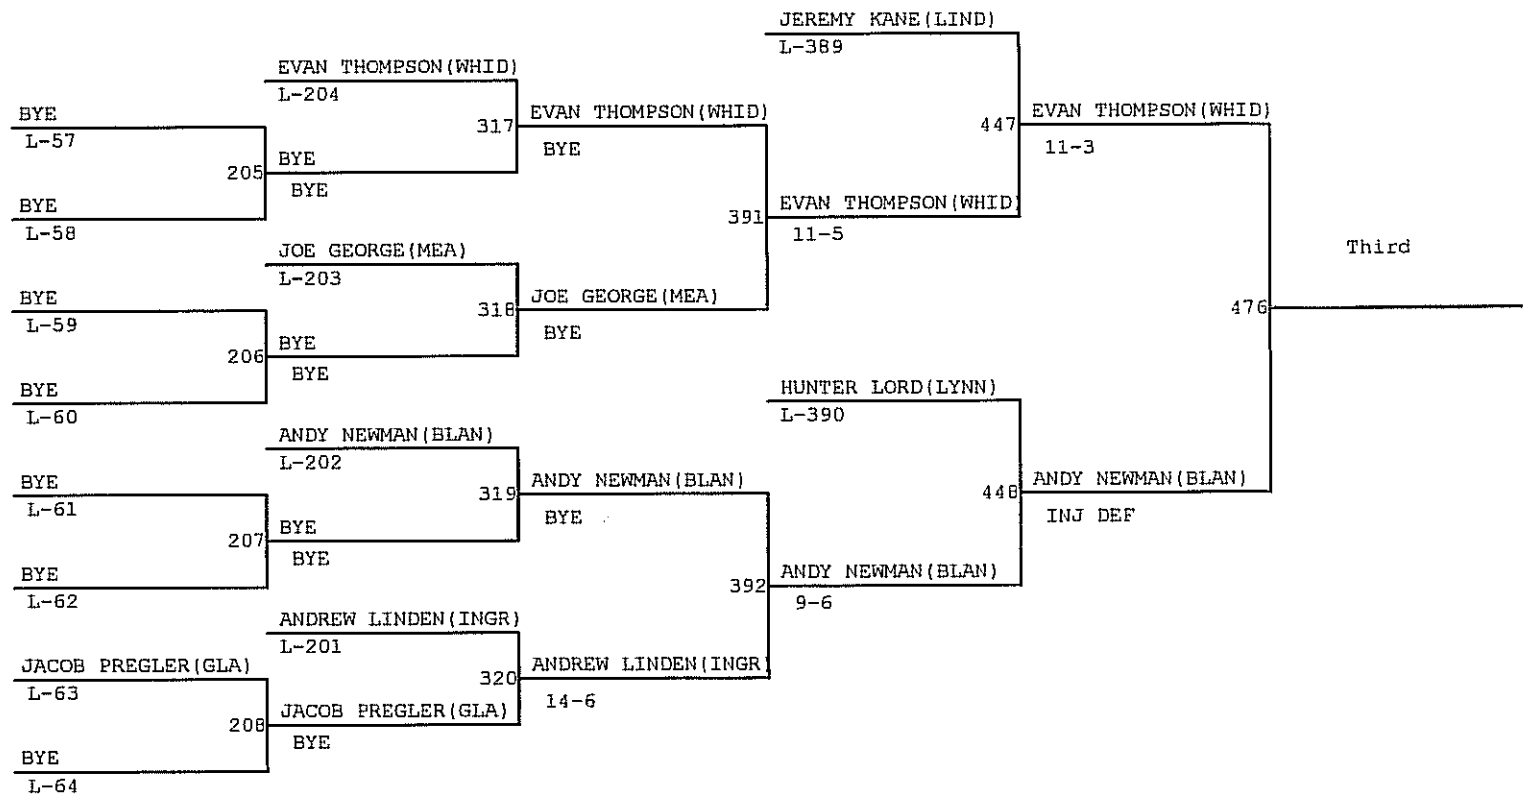 JEREMY KANE(LIND)
L-389
EVAN THOMPSON(WHID)
L-204
BYE
L-57
EVAN THOMPSON(WHID)
317
BYE
447
EVAN THOMPSON(WHID)
11-3
205
BYE
BYE
BYE
L-58
391
EVAN THOMPSON(WHID)
11-5
JOE GEORGE(MEA)
L-203
Third
BYE
L-59
318
JOE GEORGE(MEA)
BYE
476
206
BYE
BYE
BYE
L-60
HUNTER LORD(LYNN)
L-390
ANDY NEWMAN(BLAN)
L-202
BYE
L-61
319
ANDY NEWMAN(BLAN)
BYE
448
ANDY NEWMAN(BLAN)
INJ DEF
207
BYE
BYE
BYE
L-62
392
ANDY NEWMAN(BLAN)
9-6
ANDREW LINDEN(INGR)
L-201
JACOB PREGLER(GLA)
L-63
320
ANDREW LINDEN(INGR)
14-6
208
JACOB PREGLER(GLA)
BYE
BYE
L-64